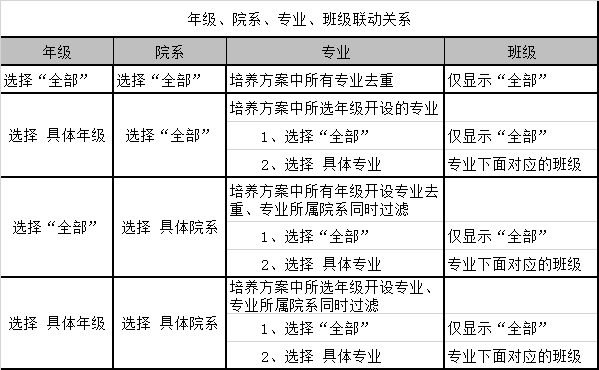 年级、院系、专业、班级联动关系
年级 院系 专业 班级
选择“全部” 选择“全部” 培养方案中所有专业去重 仅显示“全部”
培养方案中所选年级开设的专业
选择 具体年级 选择“全部” 1、选择“全部” 仅显示“全部”
2、选择 具体专业 专业下面对应的班级
培养方案中所有年级开设专业去
重、专业所属院系同时过滤
选择“全部” 选择 具体院系 1、选择“全部” 仅显示“全部”
2、选择 具体专业 专业下面对应的班级
培养方案中所选年级开设专业、
专业所属院系同时过滤
选择 具体年级 选择 具体院系 1、选择“全部” 仅显示“全部”
2、选择 具体专业 专业下面对应的班级